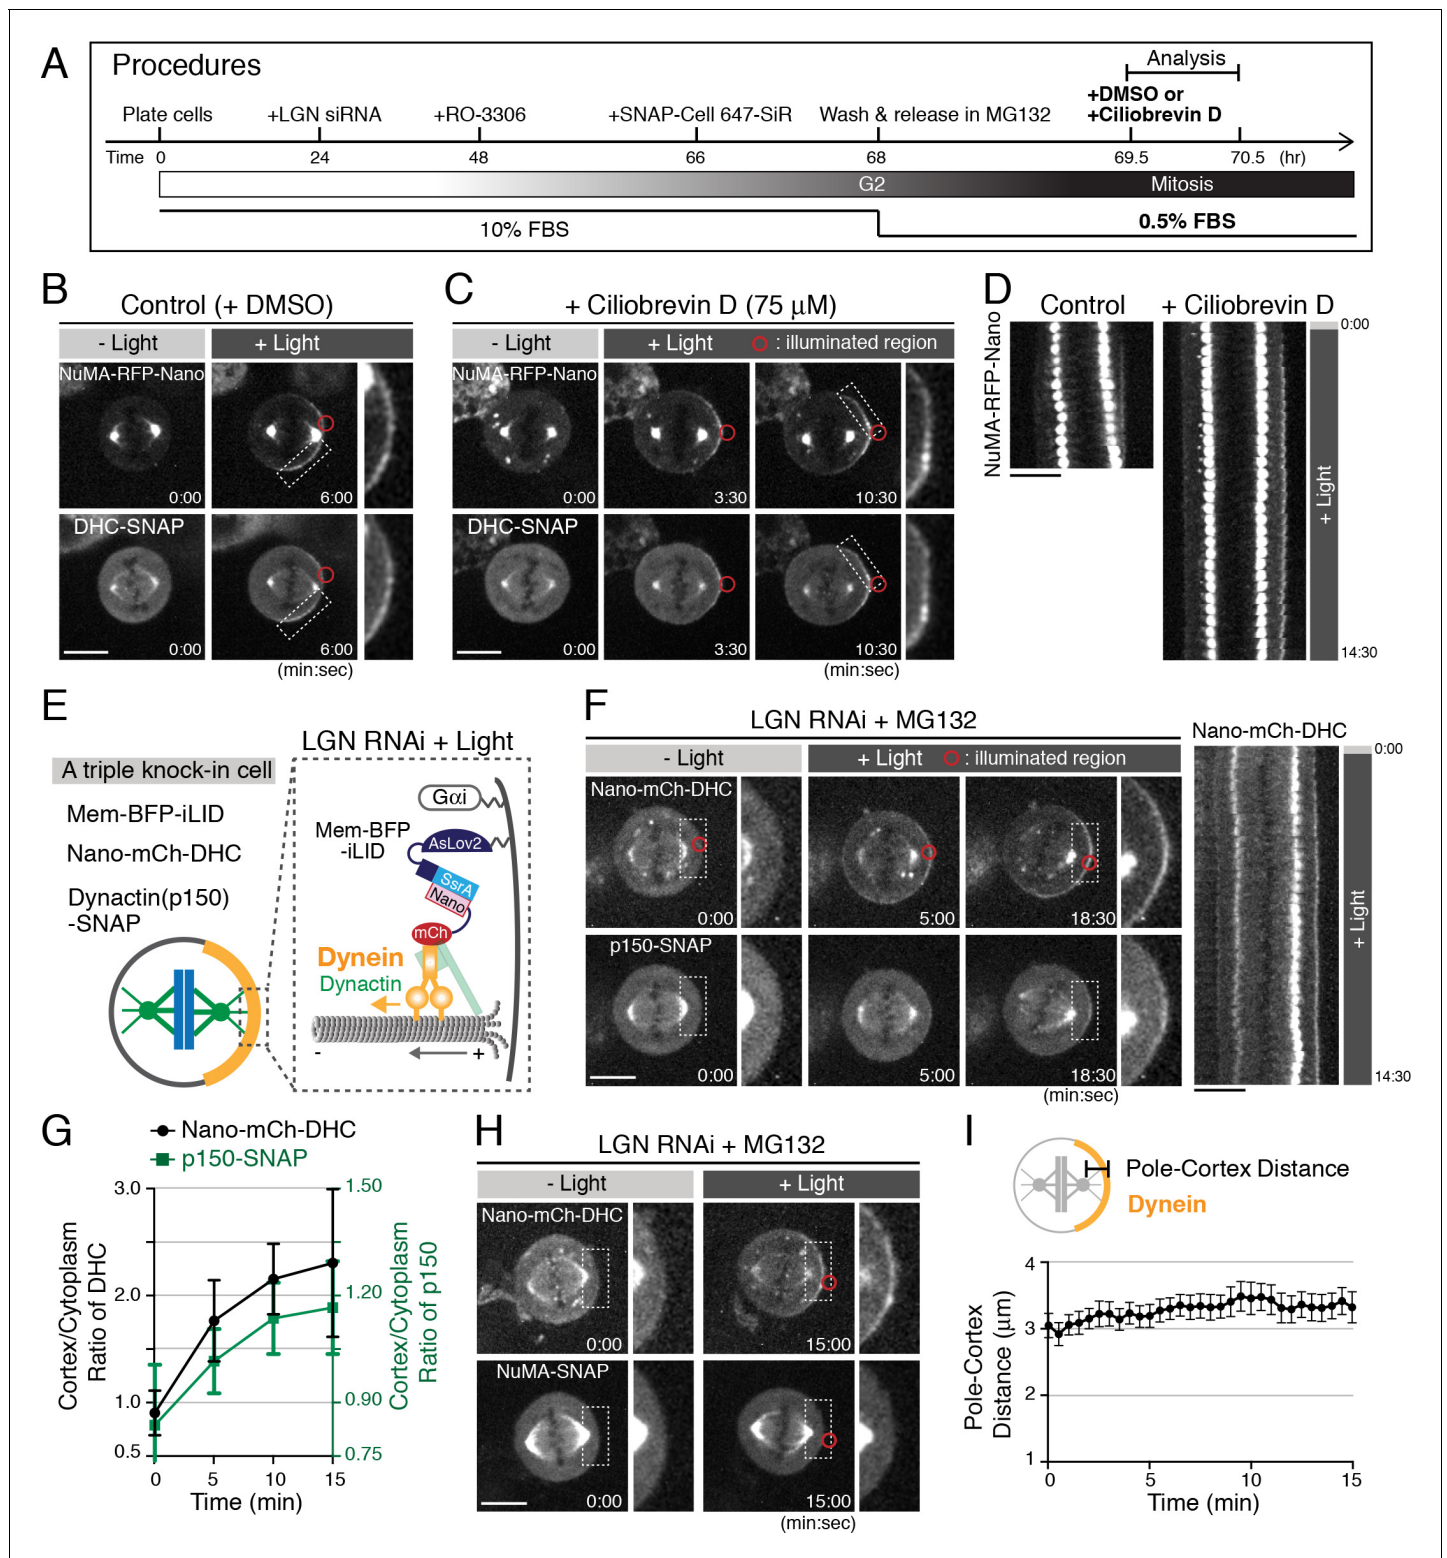 A
Procedures
Analysis
Plate cells
+LGN siRNA
+RO-3306
+SNAP-Cell 647-SiR
Wash & release in MG132
+DMSO or
+Ciliobrevin D
Time 0 24 48 66 68 69.5 70.5 (hr)
G2 Mitosis
10% FBS
0.5% FBS
B
Control (+ DMSO)
- Light
+ Light
NuMA-RFP-Nano
0:00
6:00
DHC-SNAP
0:00
6:00
(min:sec)
C
+ Ciliobrevin D (75 µM)
- Light
+ Light : illuminated region
NuMA-RFP-Nano
0:00
3:30
10:30
DHC-SNAP
0:00
3:30
10:30
(min:sec)
D
Control
+ Ciliobrevin D
NuMA-RFP-Nano
0:00
+ Light
14:30
E
LGN RNAi + Light
A triple knock-in cell
Mem-BFP-iLID
Nano-mCh-DHC
Dynactin(p150)
-SNAP
Gαi
Mem-BFP
-iLID
AsLov2
SsrA
Nano
mCh
Dynein
Dynactin
- +
F
LGN RNAi + MG132
- Light
+ Light : illuminated region
Nano-mCh-DHC
0:00
5:00
18:30
p150-SNAP
0:00
5:00
18:30
(min:sec)
Nano-mCh-DHC
0:00
+ Light
14:30
G
Nano-mCh-DHC
p150-SNAP
Cortex/Cytoplasm
Ratio of DHC
3.0
2.0
1.0
0.5
1.50
1.20
0.90
0.75
Cortex/Cytoplasm
Ratio of p150
0 5 10 15
Time (min)
H
LGN RNAi + MG132
- Light
+ Light
Nano-mCh-DHC
0:00
15:00
NuMA-SNAP
0:00
15:00
(min:sec)
I
Pole-Cortex Distance
Dynein
Pole-Cortex
Distance (µm)
4
3
2
1
0 5 10 15
Time (min)